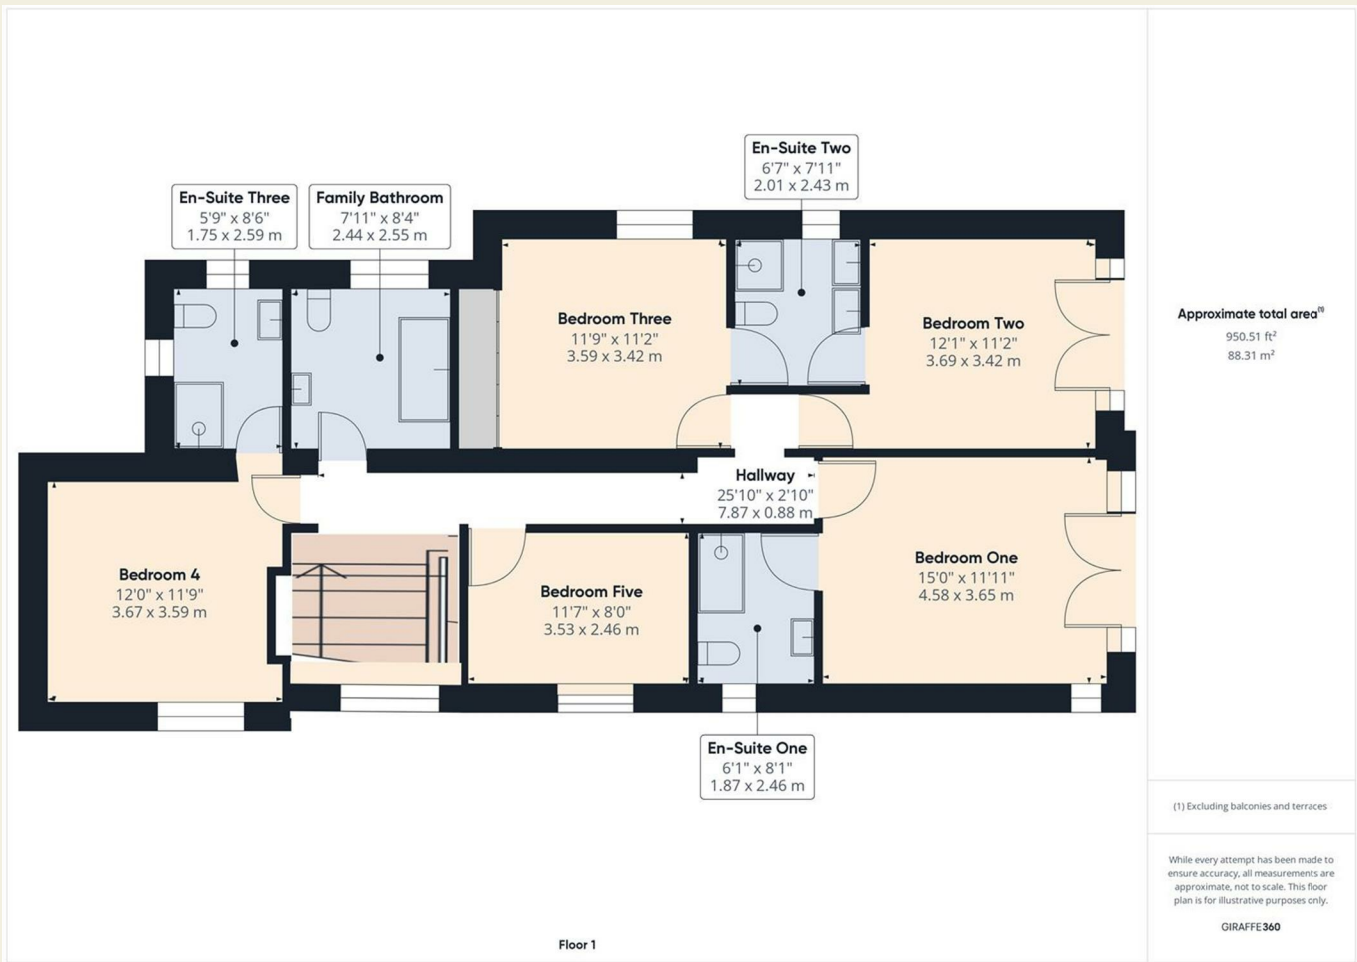 En-Suite Two
6'7" x 7'11"
2.01 x 2.43 m
En-Suite Three
5'9" x 8'6"
1.75 x 2.59 m
Family Bathroom
7'11" x 8'4"
2.44 x 2.55 m
Bedroom Three
11'9" x 11'2"
3.59 x 3.42 m
Bedroom Two
12'1" x 11'2"
3.69 x 3.42 m
Hallway
25'10" x 2'10"
7.87 x 0.88 m
Bedroom 4
12'0" x 11'9"
3.67 x 3.59 m
Bedroom Five
11'7" x 8'0"
3.53 x 2.46 m
Bedroom One
15'0" x 11'11"
4.58 x 3.65 m
En-Suite One
6'1" x 8'1"
1.87 x 2.46 m
Floor 1
Approximate total area⁽¹⁾
950.51 ft²
88.31 m²
(1) Excluding balconies and terraces
While every attempt has been made to
ensure accuracy, all measurements are
approximate, not to scale. This floor
plan is for illustrative purposes only.
GIRAFFE360